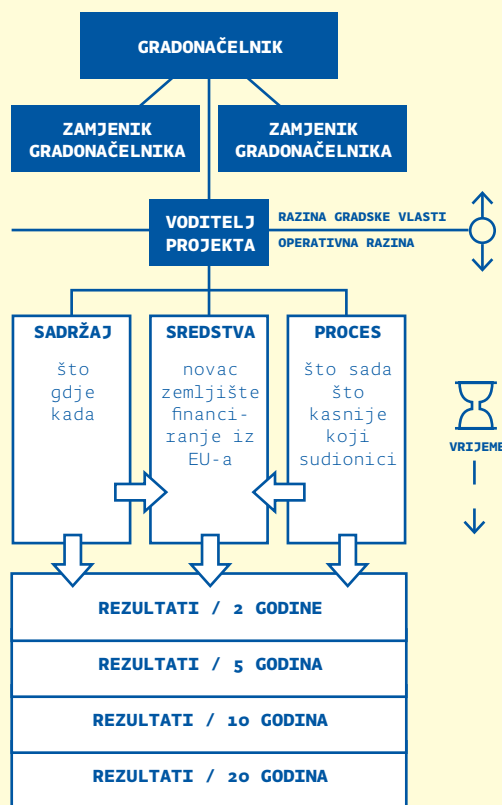 GRADONAČELNIK
ZAMJENIK
GRADONAČELNIKA
ZAMJENIK
GRADONAČELNIKA
VODITELJ
PROJEKTA
RAZINA GRADSKE VLASTI
OPERATIVNA RAZINA
SADRŽAJ
što
gdje
kada
SREDSTVA
novac
zemljište
financi-
ranje iz
EU-a
PROCES
što sada
što
kasnije
koji
sudionici
VRIJEME
REZULTATI / 2 GODINE
REZULTATI / 5 GODINA
REZULTATI / 10 GODINA
REZULTATI / 20 GODINA